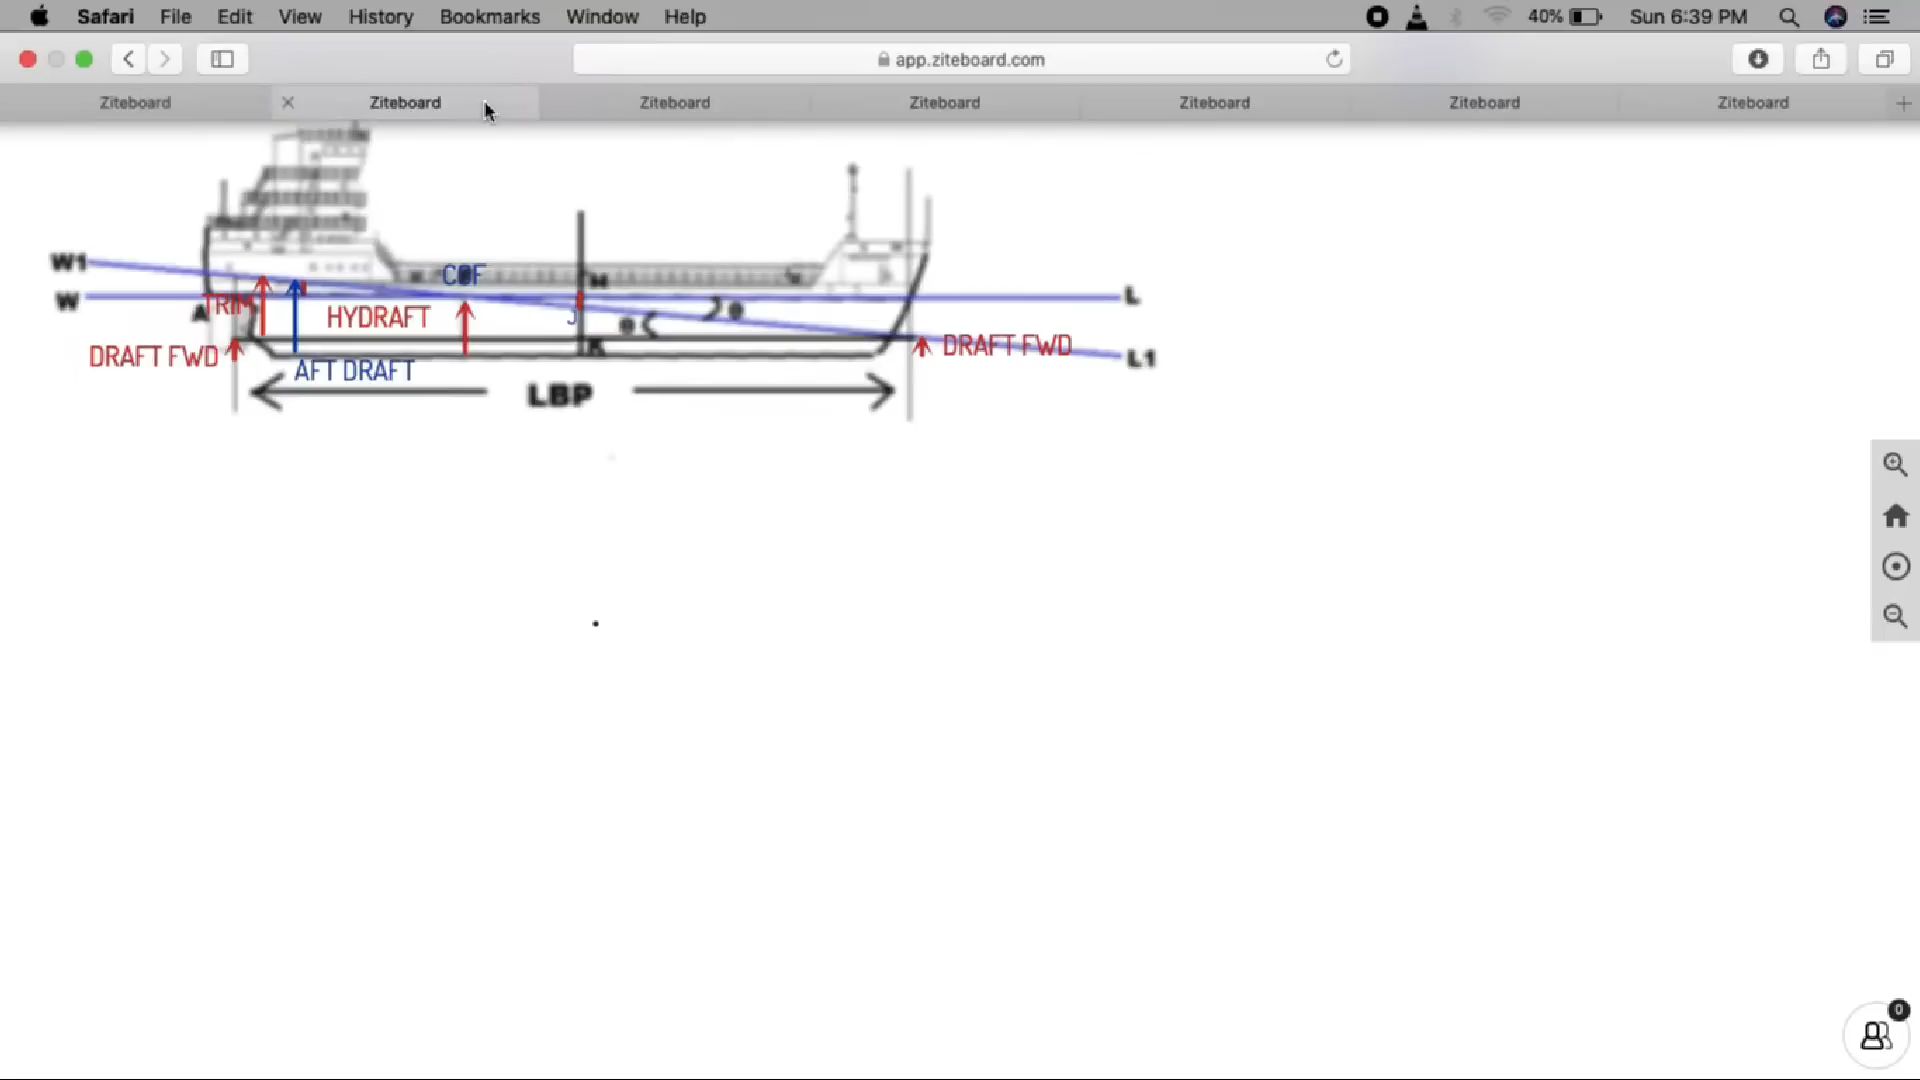 Safari File Edit View History Bookmarks Window Help 40% Sun 6:39 PM
app.ziteboard.com
Ziteboard Ziteboard Ziteboard Ziteboard Ziteboard Ziteboard Ziteboard
W1
COF
M
W
L
A
TRIM
HYDRAFT
J
θ
θ
DRAFT FWD
K
DRAFT FWD
L1
AFT DRAFT
LBP
0